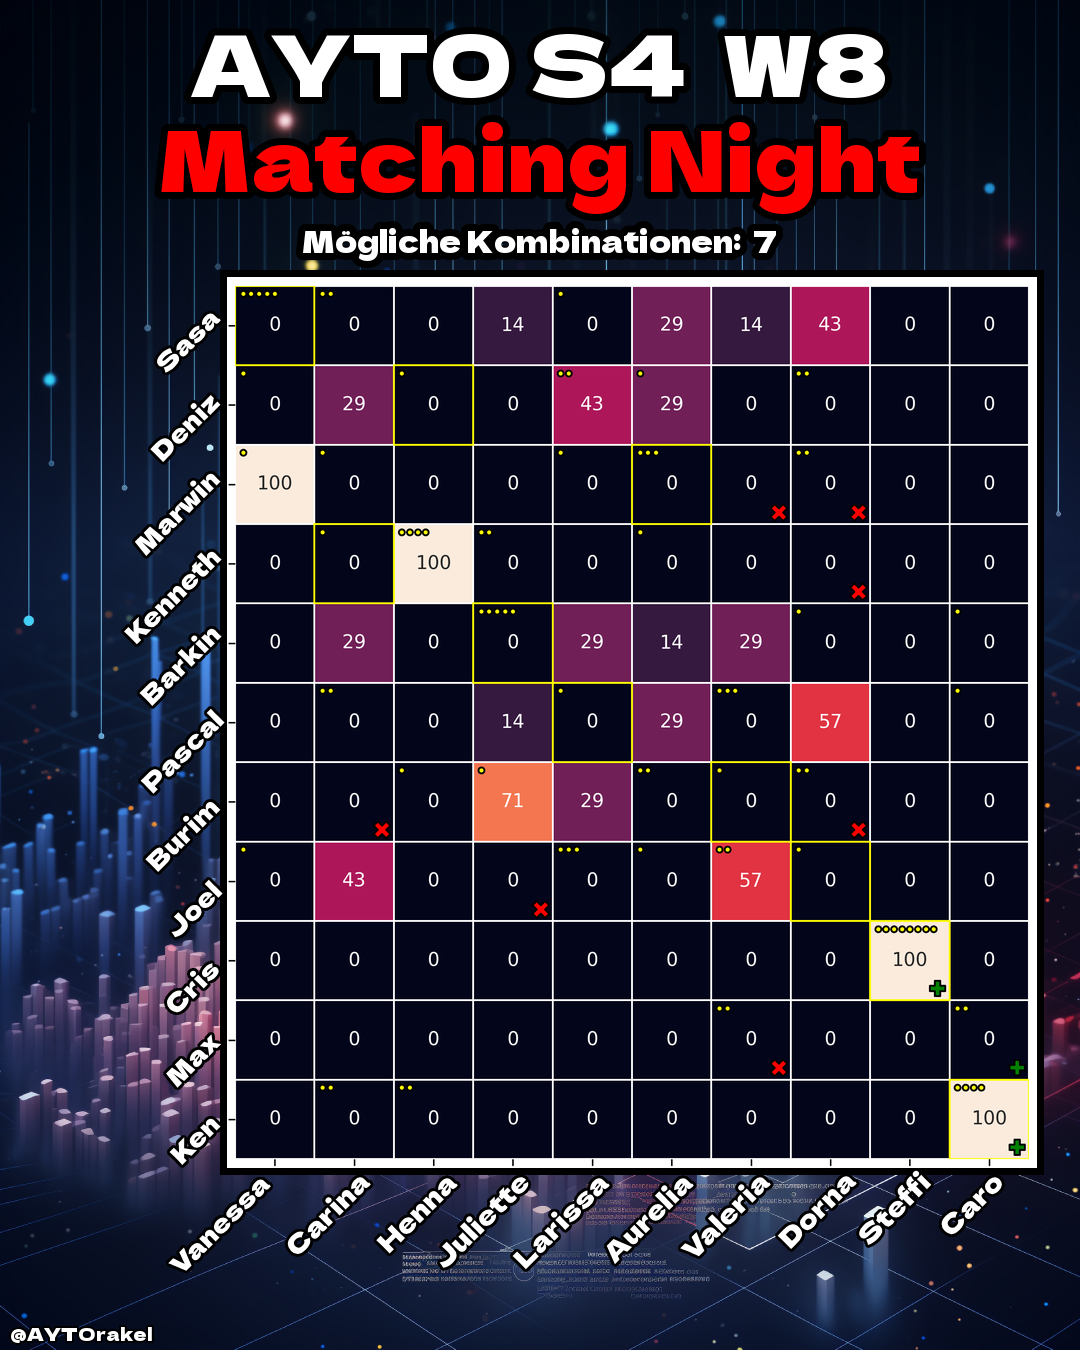 AYTO S4 W8
Matching Night
Mögliche Kombinationen: 7
Sasa 0 0 0 14 0 29 14 43 0 0
Deniz 0 29 0 0 43 29 0 0 0 0
Marwin 100 0 0 0 0 0 0 0 0 0
Kenneth 0 0 100 0 0 0 0 0 0 0
Barkin 0 29 0 0 29 14 29 0 0 0
Pascal 0 0 0 14 0 29 0 57 0 0
Burim 0 0 0 71 29 0 0 0 0 0
Joel 0 43 0 0 0 0 57 0 0 0
Cris 0 0 0 0 0 0 0 0 100 0
Max 0 0 0 0 0 0 0 0 0 0
Ken 0 0 0 0 0 0 0 0 0 100
Vanessa Carina Henna Juliette Larissa Aurelia Valeria Dorna Steffi Caro
@AYTOrakel